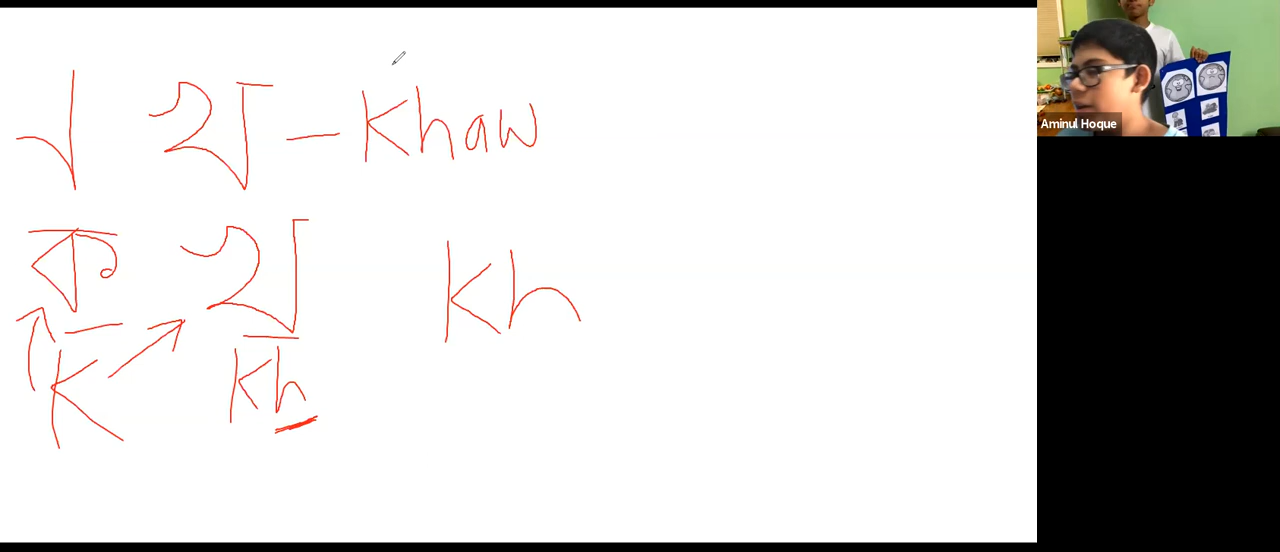 খ - Khaw
ক খ Kh
K Kh
Aminul Hoque